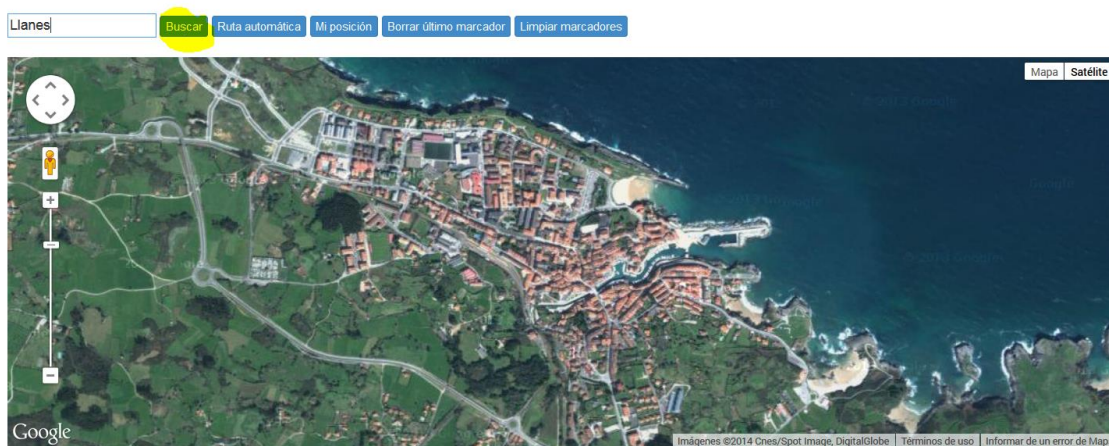 Llanes Buscar Ruta automática Mi posición Borrar último marcador Limpiar marcadores
Mapa Satélite
Google
Imágenes ©2014 Cnes/Spot Image, DigitalGlobe Términos de uso Informar de un error de Map